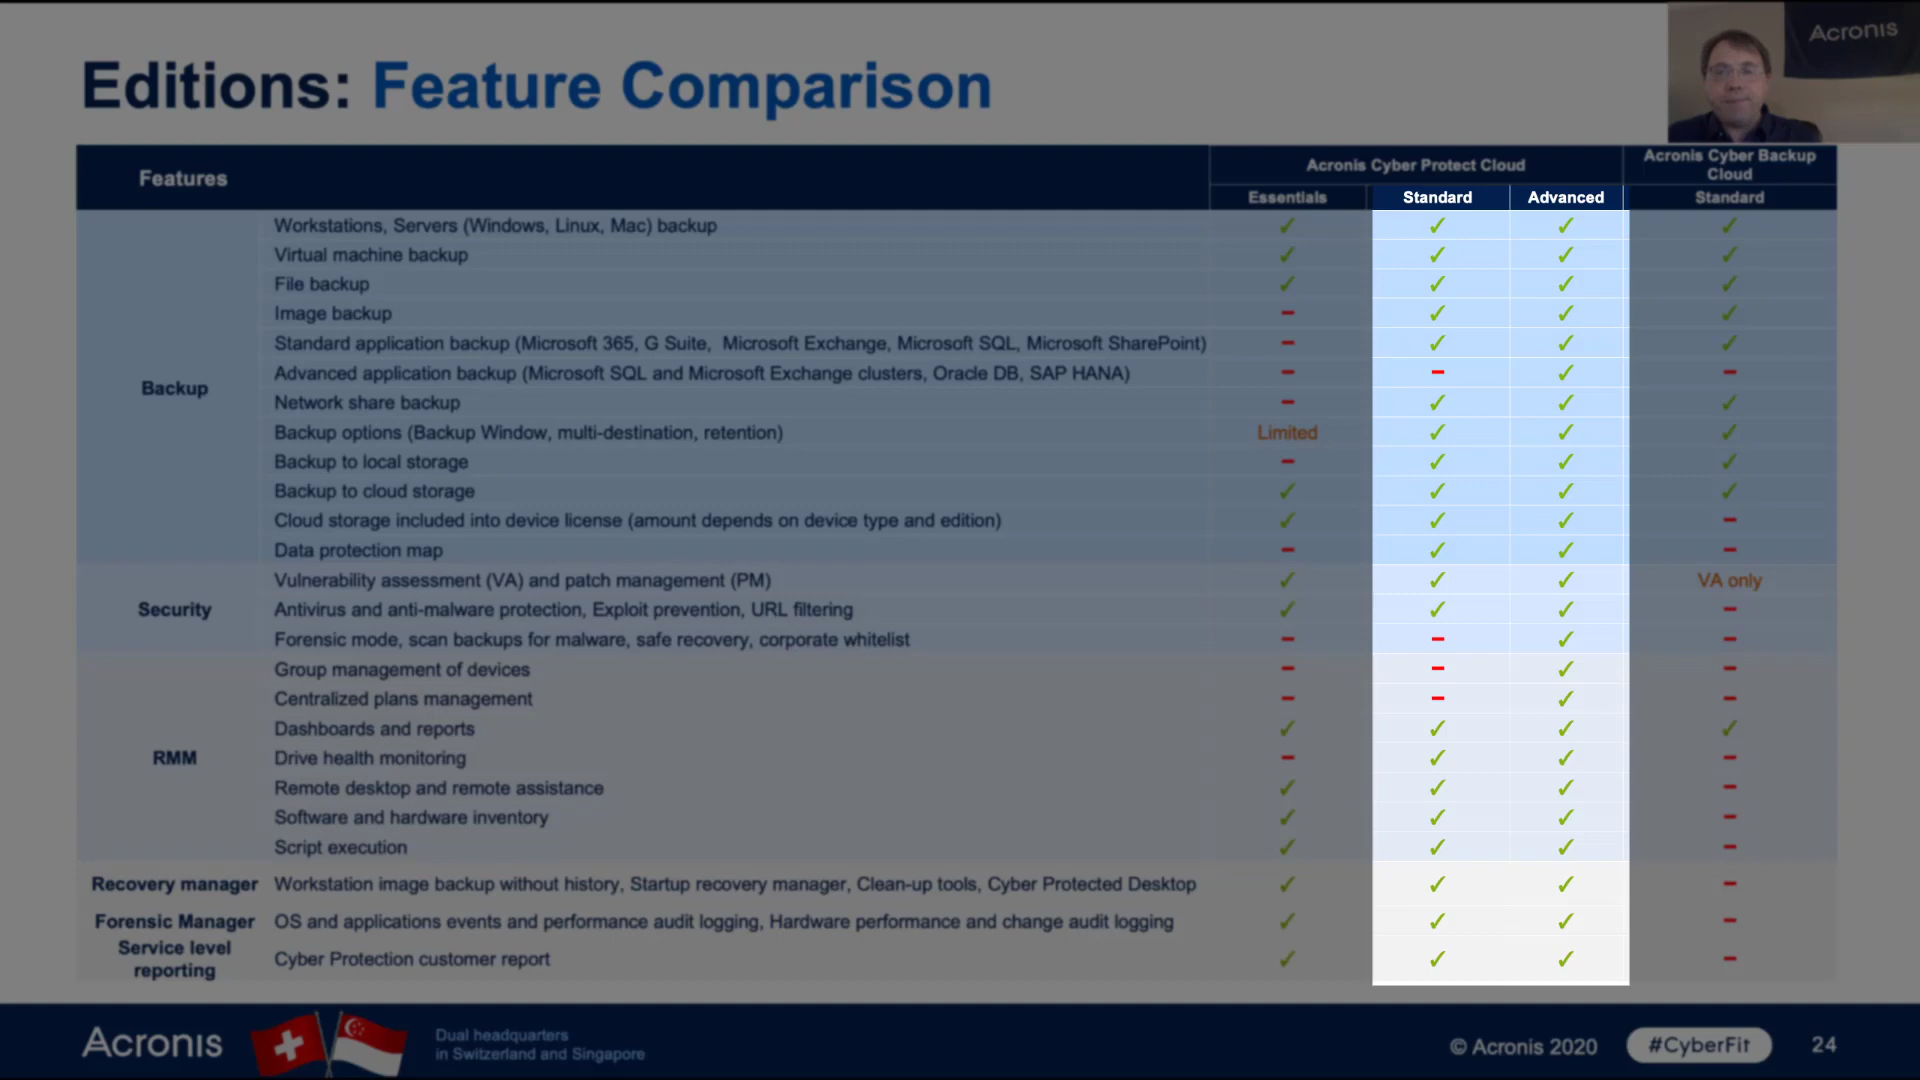 Editions: Feature Comparison
Acronis
Features
Acronis Cyber Protect Cloud
Acronis Cyber Backup
Cloud
Essentials Standard Advanced Standard
Backup
Workstations, Servers (Windows, Linux, Mac) backup ✓ ✓ ✓ ✓
Virtual machine backup ✓ ✓ ✓ ✓
File backup ✓ ✓ ✓ ✓
Image backup – ✓ ✓ ✓
Standard application backup (Microsoft 365, G Suite, Microsoft Exchange, Microsoft SQL, Microsoft SharePoint) – ✓ ✓ ✓
Advanced application backup (Microsoft SQL and Microsoft Exchange clusters, Oracle DB, SAP HANA) – – ✓ –
Network share backup – ✓ ✓ ✓
Backup options (Backup Window, multi-destination, retention) Limited ✓ ✓ ✓
Backup to local storage – ✓ ✓ ✓
Backup to cloud storage ✓ ✓ ✓ ✓
Cloud storage included into device license (amount depends on device type and edition) ✓ ✓ ✓ –
Data protection map – ✓ ✓ –
Security
Vulnerability assessment (VA) and patch management (PM) ✓ ✓ ✓ VA only
Antivirus and anti-malware protection, Exploit prevention, URL filtering ✓ ✓ ✓ –
Forensic mode, scan backups for malware, safe recovery, corporate whitelist – – ✓ –
RMM
Group management of devices – – ✓ –
Centralized plans management – – ✓ –
Dashboards and reports ✓ ✓ ✓ ✓
Drive health monitoring – ✓ ✓ –
Remote desktop and remote assistance ✓ ✓ ✓ –
Software and hardware inventory ✓ ✓ ✓ –
Script execution ✓ ✓ ✓ –
Recovery manager Workstation image backup without history, Startup recovery manager, Clean-up tools, Cyber Protected Desktop ✓ ✓ ✓ –
Forensic Manager OS and applications events and performance audit logging, Hardware performance and change audit logging ✓ ✓ ✓ –
Service level
reporting
Cyber Protection customer report ✓ ✓ ✓ –
Acronis
Dual headquarters
in Switzerland and Singapore
© Acronis 2020
#CyberFit
24